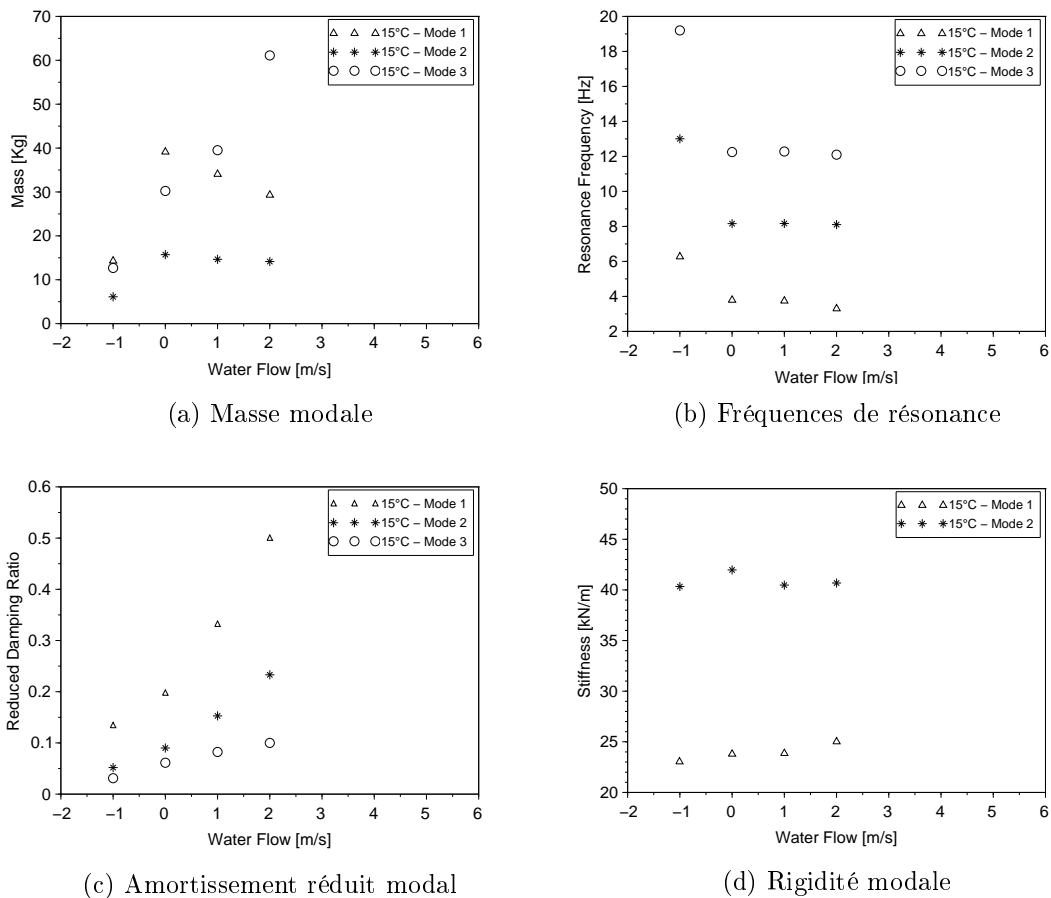 70
60
50
40
30
20
10
0
−2
−1
0
1
2
3
4
5
6
Mass [Kg]
Water Flow [m/s]
15°C − Mode 1
15°C − Mode 2
15°C − Mode 3
(a) Masse modale
20
18
16
14
12
10
8
6
4
2
−2
−1
0
1
2
3
4
5
6
Resonance Frequency [Hz]
Water Flow [m/s]
15°C − Mode 1
15°C − Mode 2
15°C − Mode 3
(b) Fréquences de résonance
0.6
0.5
0.4
0.3
0.2
0.1
0
−2
−1
0
1
2
3
4
5
6
Reduced Damping Ratio
Water Flow [m/s]
15°C − Mode 1
15°C − Mode 2
15°C − Mode 3
(c) Amortissement réduit modal
50
45
40
35
30
25
20
−2
−1
0
1
2
3
4
5
6
Stiffness [kN/m]
Water Flow [m/s]
15°C − Mode 1
15°C − Mode 2
(d) Rigidité modale